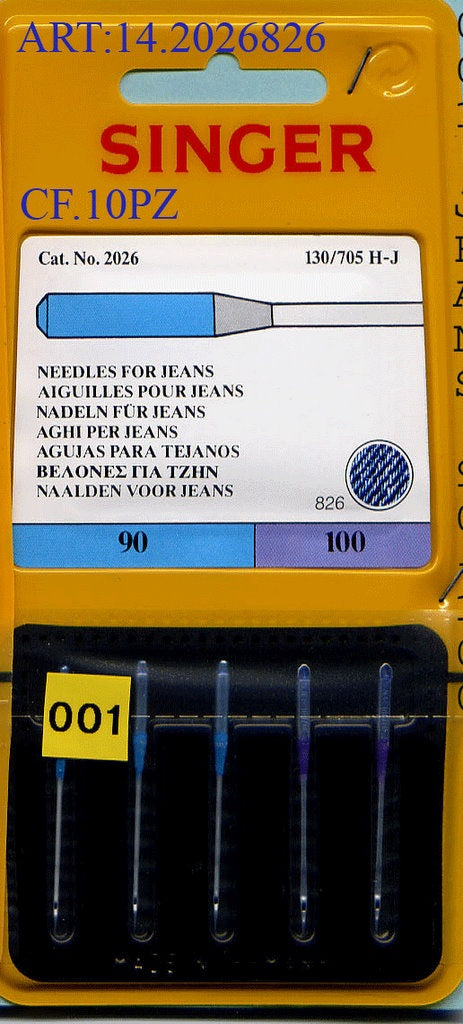 ART:14.2026826
SINGER
CF.10PZ
Cat. No. 2026 130/705 H-J
NEEDLES FOR JEANS
AIGUILLES POUR JEANS
NADELN FÜR JEANS
AGHI PER JEANS
AGUJAS PARA TEJANOS
ΒΕΛΟΝΕΣ ΓΙΑ ΤΖΗΝ
NAALDEN VOOR JEANS
826
90 100
001